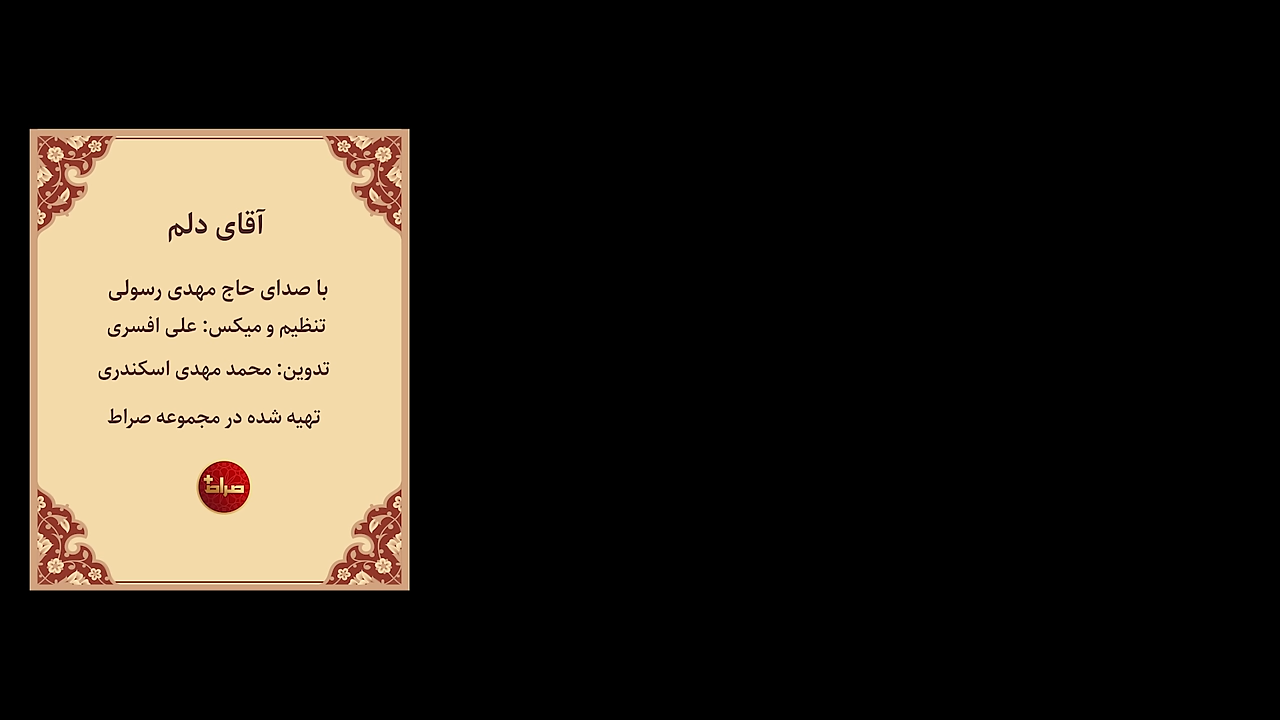 آقای دلم
با صدای حاج مهدی رسولی
تنظیم و میکس: علی افسری
تدوین: محمد مهدی اسکندری
تهیه شده در مجموعه صراط
صراط+